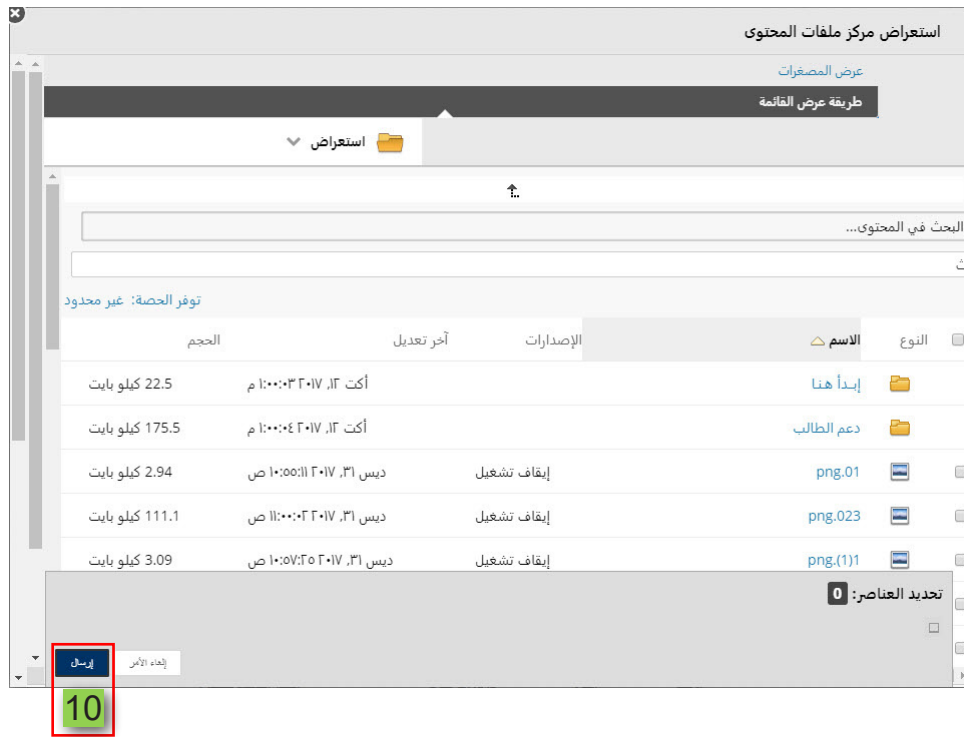 استعراض مركز ملفات المحتوى
عرض المصغرات
طريقة عرض القائمة
استعراض
البحث في المحتوى...
توفر الحصة: غير محدود
النوع الاسم الإصدارات آخر تعديل الحجم
إبدأ هنا أكت ١٢, ٢٠١٧ ١:٠٠:٠٣ م 22.5 كيلو بايت
دعم الطالب أكت ١٢, ٢٠١٧ ١:٠٠:٠٤ م 175.5 كيلو بايت
png.01 إيقاف تشغيل ديس ٣١, ٢٠١٧ ١٠:٥٥:١١ ص 2.94 كيلو بايت
png.023 إيقاف تشغيل ديس ٣١, ٢٠١٧ ١١:٠٠:٠٢ ص 111.1 كيلو بايت
png.(1)1 إيقاف تشغيل ديس ٣١, ٢٠١٧ ١٠:٥٧:٢٥ ص 3.09 كيلو بايت
تحديد العناصر: 0
إلغاء الأمر إرسال
10